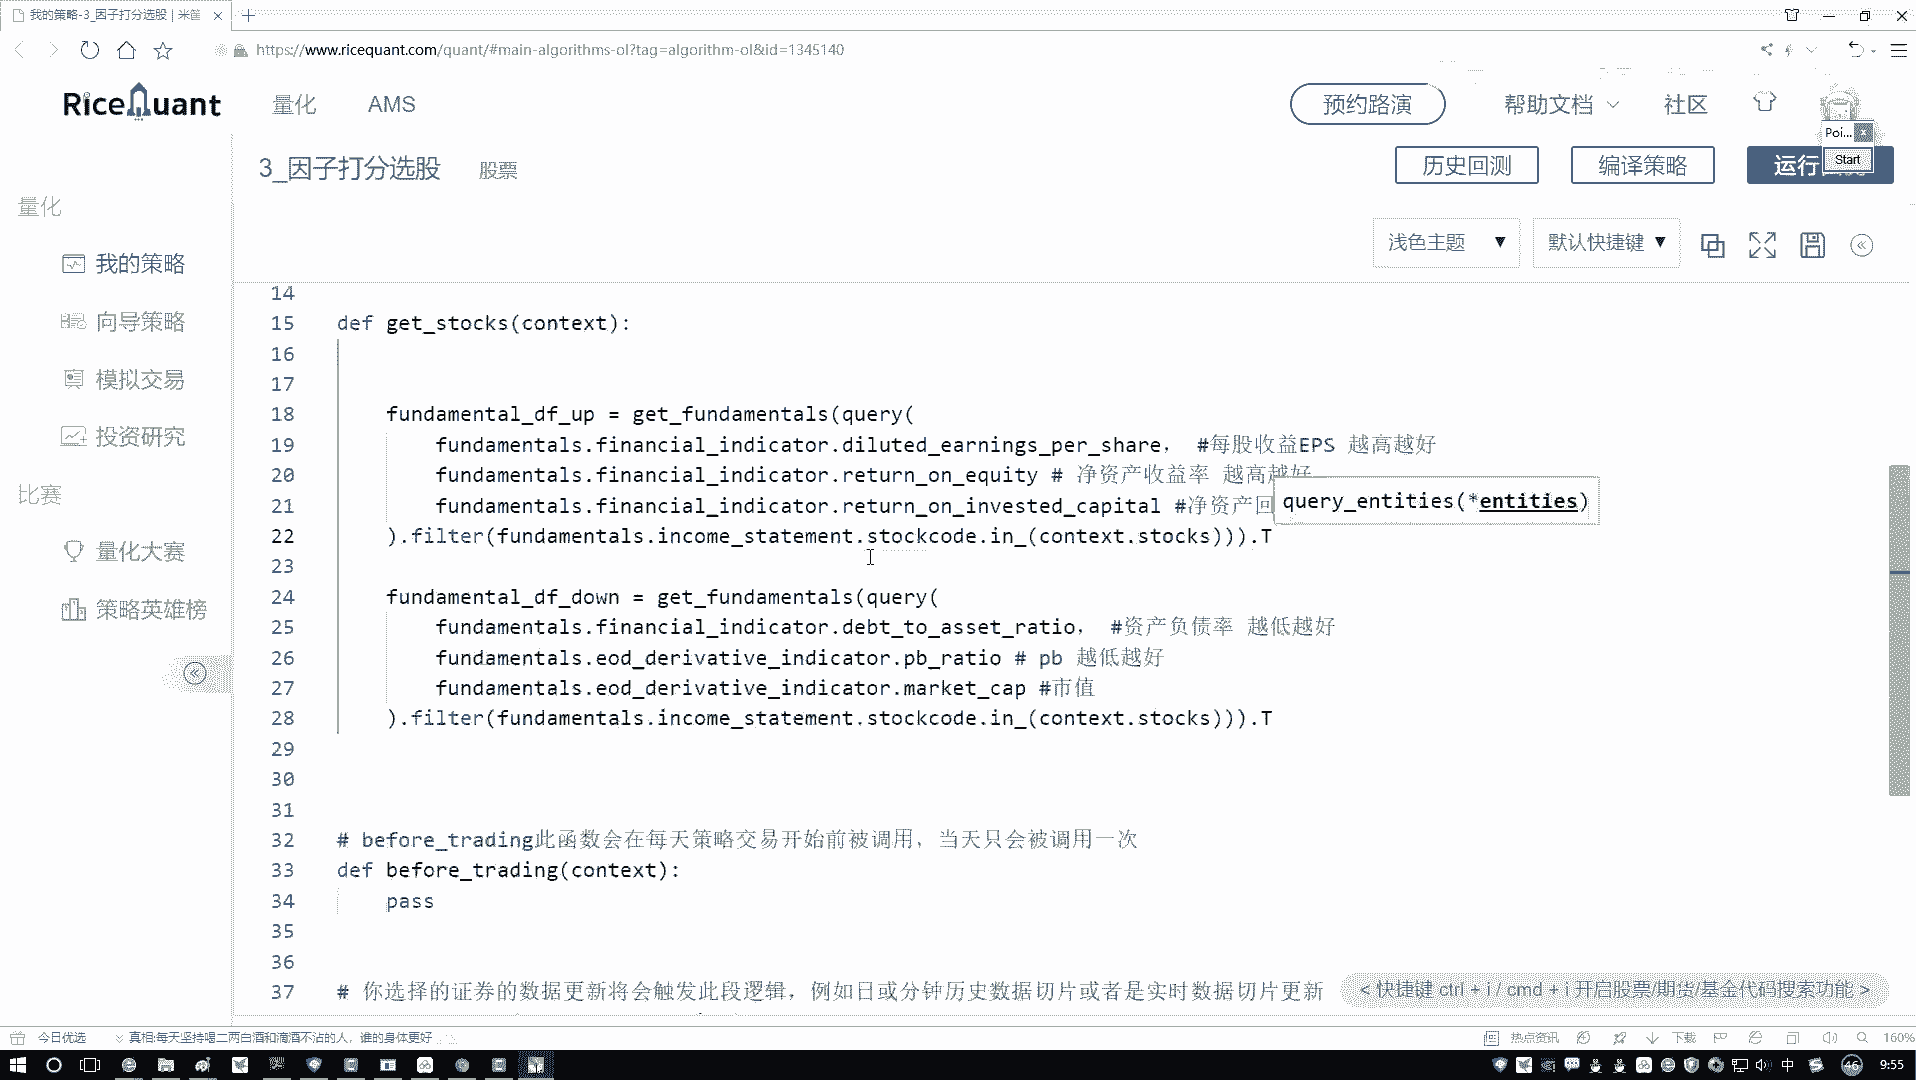 我的策略-3_因子打分选股 | 米筐
https://www.ricequant.com/quant/#main-algorithms-ol?tag=algorithm-ol&id=1345140
RiceQuant
量化
AMS
预约路演
帮助文档
社区
Poi...
Start
3_因子打分选股
股票
历史回测
编译策略
运行
量化
我的策略
向导策略
模拟交易
投资研究
比赛
量化大赛
策略英雄榜
浅色主题
默认快捷键
14
15 def get_stocks(context):
16
17
18 fundamental_df_up = get_fundamentals(query(
19 fundamentals.financial_indicator.diluted_earnings_per_share， #每股收益EPS 越高越好
20 fundamentals.financial_indicator.return_on_equity # 净资产收益率 越高越好
21 fundamentals.financial_indicator.return_on_invested_capital #净资产回
query_entities(*entities)
22 ).filter(fundamentals.income_statement.stockcode.in_(context.stocks))).T
23
24 fundamental_df_down = get_fundamentals(query(
25 fundamentals.financial_indicator.debt_to_asset_ratio， #资产负债率 越低越好
26 fundamentals.eod_derivative_indicator.pb_ratio # pb 越低越好
27 fundamentals.eod_derivative_indicator.market_cap #市值
28 ).filter(fundamentals.income_statement.stockcode.in_(context.stocks))).T
29
30
31
32 # before_trading此函数会在每天策略交易开始前被调用，当天只会被调用一次
33 def before_trading(context):
34 pass
35
36
37 # 你选择的证券的数据更新将会触发此段逻辑，例如日或分钟历史数据切片或者是实时数据切片更新
< 快捷键 ctrl + i / cmd + i 开启股票/期货/基金代码搜索功能 >
今日优选
真相:每天坚持喝二两白酒和滴酒不沾的人，谁的身体更好
热点资讯
下载
160%
中
46
9:55